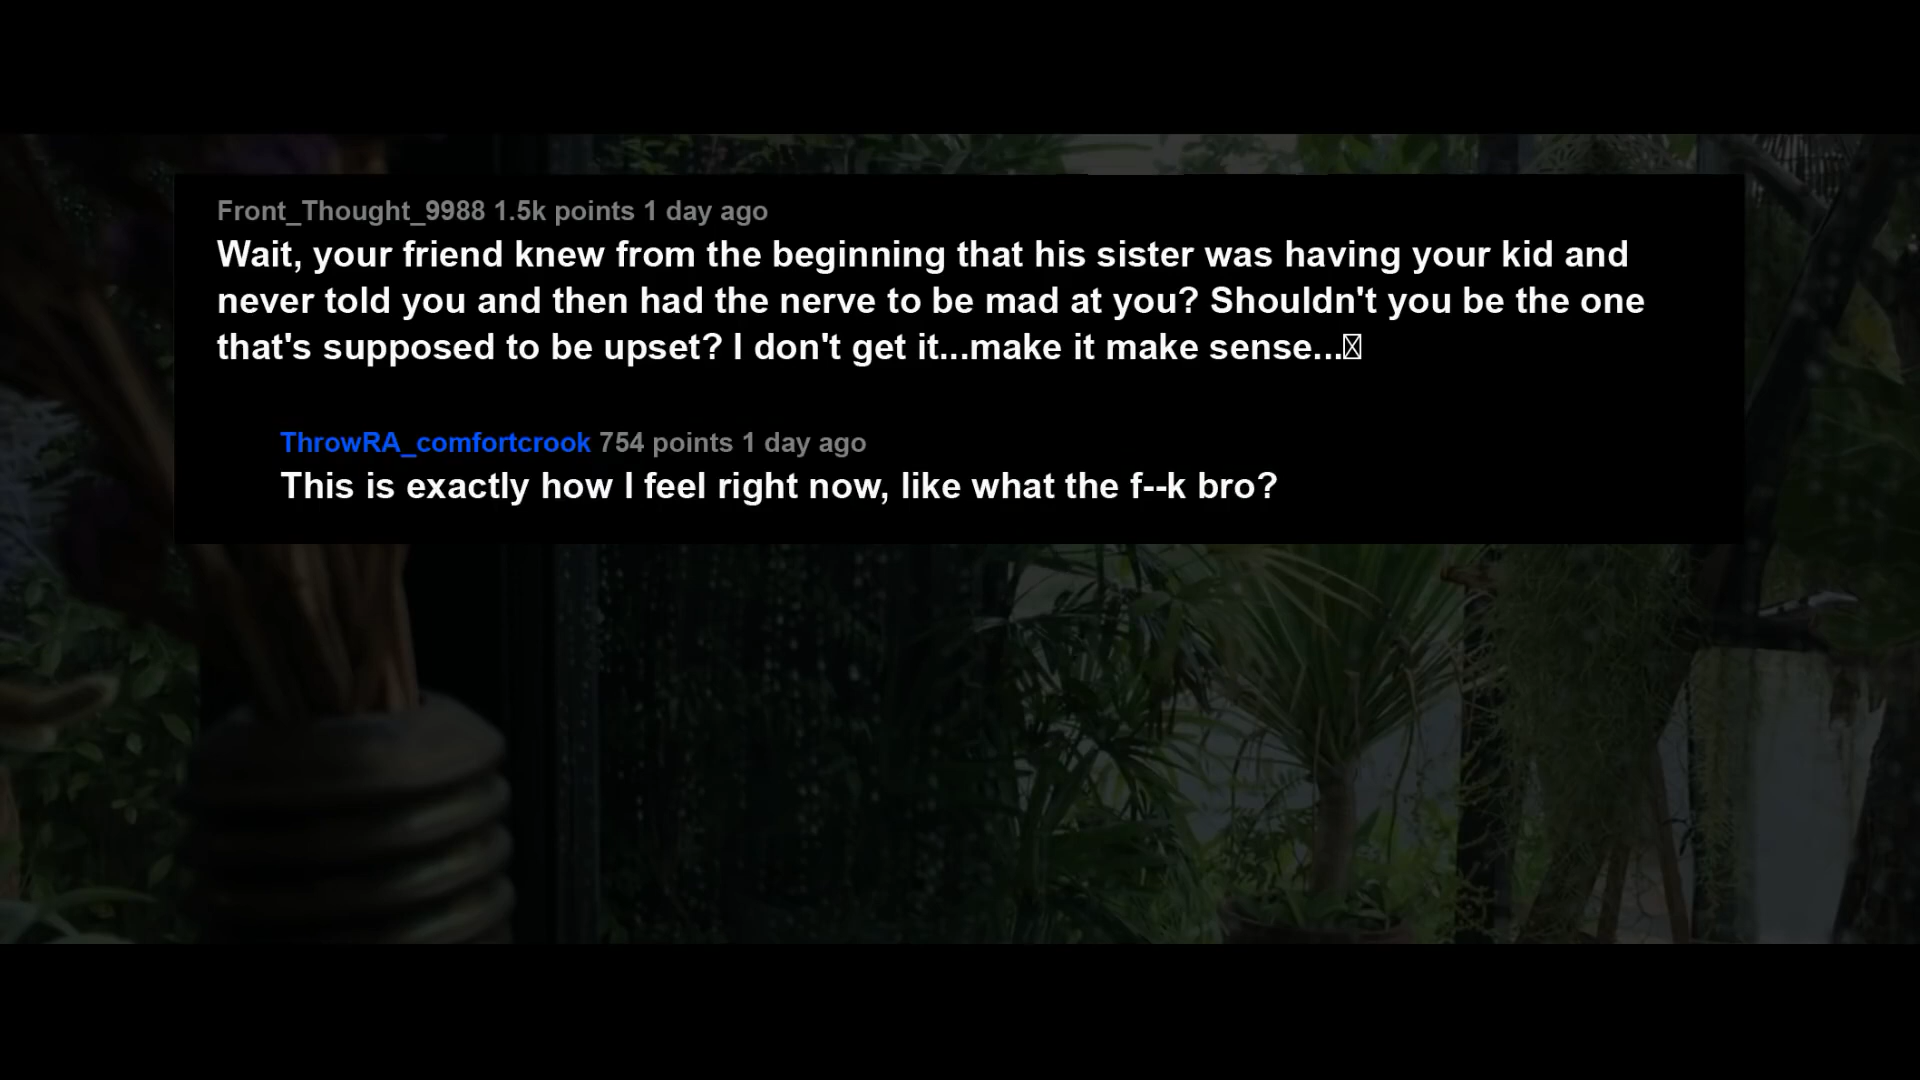 Front_Thought_9988 1.5k points 1 day ago
Wait, your friend knew from the beginning that his sister was having your kid and
never told you and then had the nerve to be mad at you? Shouldn't you be the one
that's supposed to be upset? I don't get it...make it make sense...
ThrowRA_comfortcrook 754 points 1 day ago
This is exactly how I feel right now, like what the f--k bro?